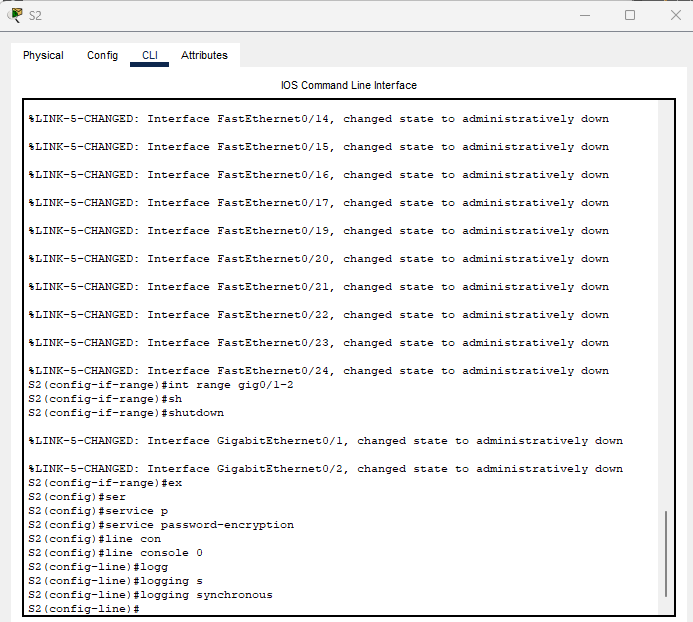 S2
Physical Config CLI Attributes
IOS Command Line Interface
%LINK-5-CHANGED: Interface FastEthernet0/14, changed state to administratively down
%LINK-5-CHANGED: Interface FastEthernet0/15, changed state to administratively down
%LINK-5-CHANGED: Interface FastEthernet0/16, changed state to administratively down
%LINK-5-CHANGED: Interface FastEthernet0/17, changed state to administratively down
%LINK-5-CHANGED: Interface FastEthernet0/19, changed state to administratively down
%LINK-5-CHANGED: Interface FastEthernet0/20, changed state to administratively down
%LINK-5-CHANGED: Interface FastEthernet0/21, changed state to administratively down
%LINK-5-CHANGED: Interface FastEthernet0/22, changed state to administratively down
%LINK-5-CHANGED: Interface FastEthernet0/23, changed state to administratively down
%LINK-5-CHANGED: Interface FastEthernet0/24, changed state to administratively down
S2(config-if-range)#int range gig0/1-2
S2(config-if-range)#sh
S2(config-if-range)#shutdown
%LINK-5-CHANGED: Interface GigabitEthernet0/1, changed state to administratively down
%LINK-5-CHANGED: Interface GigabitEthernet0/2, changed state to administratively down
S2(config-if-range)#ex
S2(config)#ser
S2(config)#service p
S2(config)#service password-encryption
S2(config)#line con
S2(config)#line console 0
S2(config-line)#logg
S2(config-line)#logging s
S2(config-line)#logging synchronous
S2(config-line)#